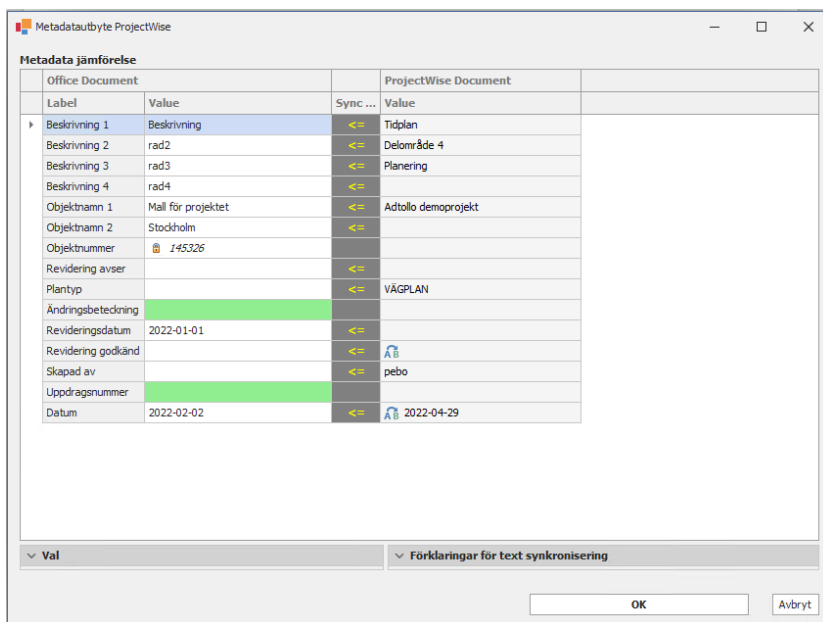 Metadatautbyte ProjectWise
Metadata jämförelse
Office Document ProjectWise Document
Label Value Sync ... Value
Beskrivning 1 Beskrivning <= Tidplan
Beskrivning 2 rad2 <= Delområde 4
Beskrivning 3 rad3 <= Planering
Beskrivning 4 rad4 <=
Objektnamn 1 Mall för projektet <= Adtollo demoprojekt
Objektnamn 2 Stockholm <=
Objektnummer 145326
Revidering avser <=
Plantyp <= VÄGPLAN
Ändringsbeteckning
Revideringsdatum 2022-01-01 <=
Revidering godkänd <= AB
Skapad av <= pebo
Uppdragsnummer
Datum 2022-02-02 <= AB 2022-04-29
Val Förklaringar för text synkronisering
OK Avbryt